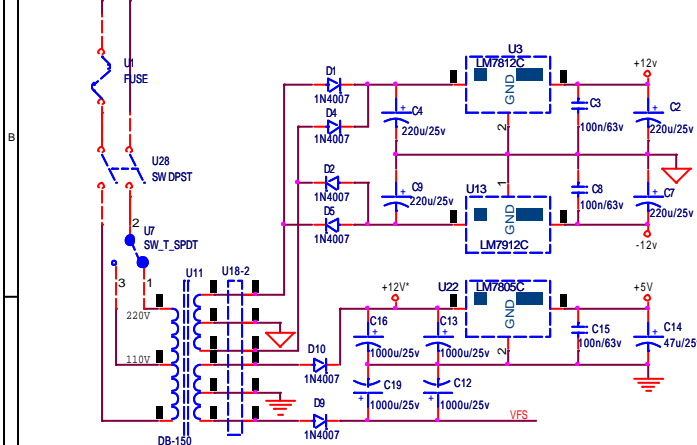 U3
LM7812C
+12v
U1
FUSE
D1
1N4007
GND
C3
100n/63v
C2
220u/25v
C4
220u/25v
D4
1N4007
2
B
U28
SW DPST
D2
1N4007
C9
220u/25v
1
U13
C8
100n/63v
C7
220u/25v
D5
1N4007
GND
LM7912C
-12v
2
U7
SW_T_SPDT
3
1
U11
U18-2
+12V*
U22
LM7805C
+5V
220V
GND
C16
1000u/25v
C13
1000u/25v
C15
100n/63v
C14
47u/25
110V
D10
1N4007
2
C19
1000u/25v
C12
1000u/25v
D9
1N4007
VFS
DB-150